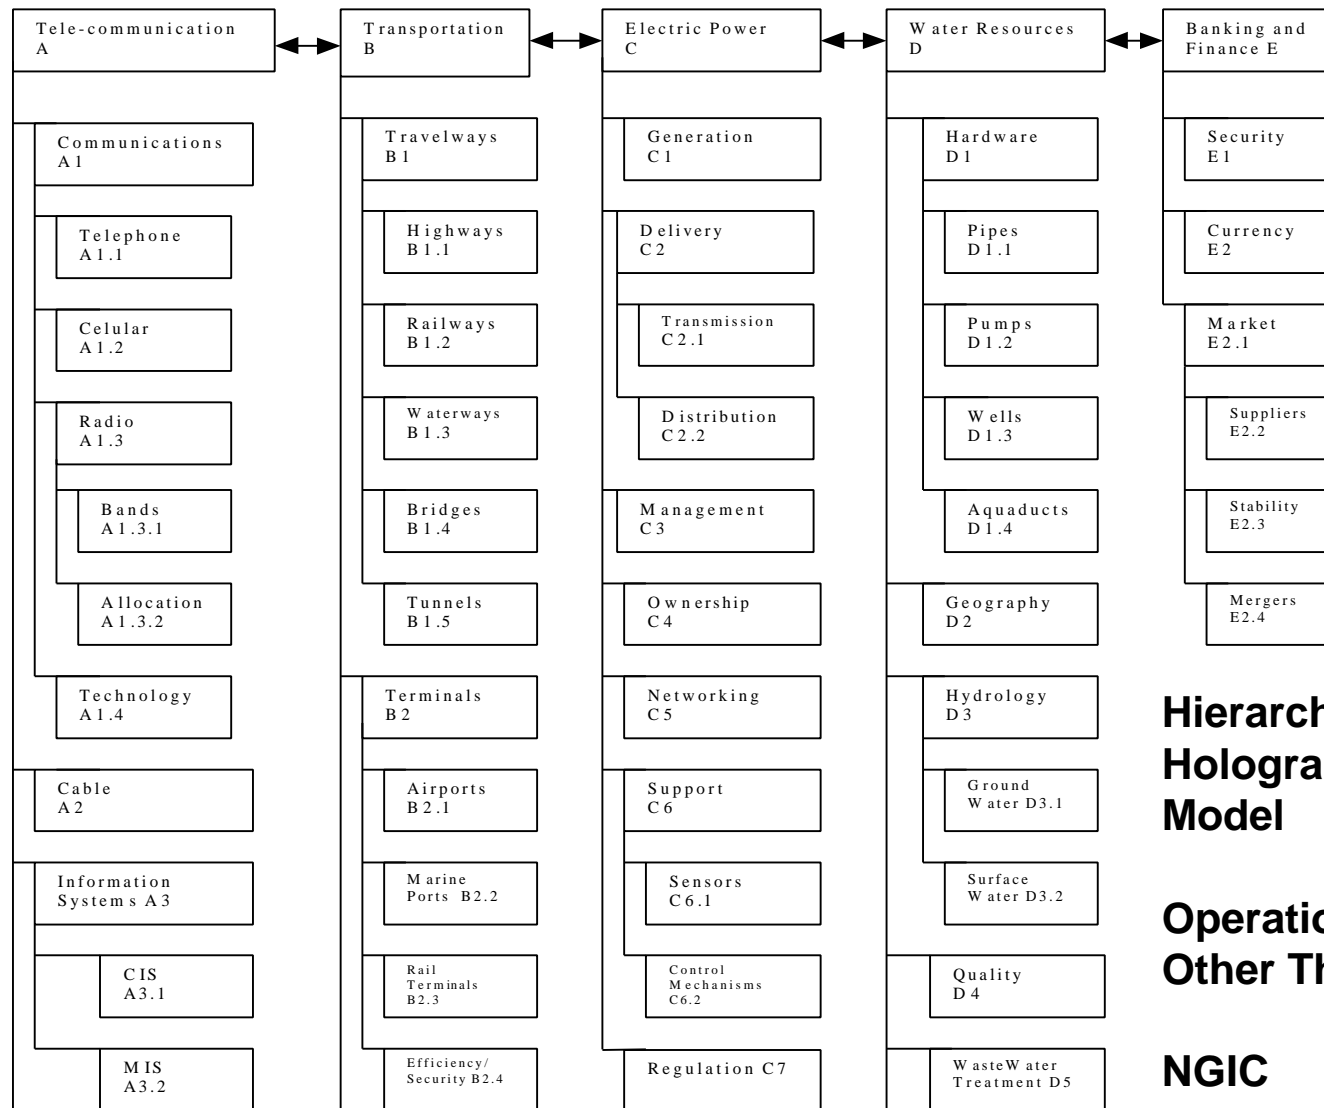 Tele-communication
A
Transportation
B
Electric Power
C
Water Resources
D
Banking and
Finance E
Communications
A1
Telephone
A1.1
Celular
A1.2
Radio
A1.3
Bands
A1.3.1
Allocation
A1.3.2
Technology
A1.4
Cable
A2
Information
Systems A3
CIS
A3.1
MIS
A3.2
Travelways
B1
Highways
B1.1
Railways
B1.2
Waterways
B1.3
Bridges
B1.4
Tunnels
B1.5
Terminals
B2
Airports
B2.1
Marine
Ports B2.2
Rail
Terminals
B2.3
Efficiency/
Security B2.4
Generation
C1
Delivery
C2
Transmission
C2.1
Distribution
C2.2
Management
C3
Ownership
C4
Networking
C5
Support
C6
Sensors
C6.1
Control
Mechanisms
C6.2
Regulation C7
Hardware
D1
Pipes
D1.1
Pumps
D1.2
Wells
D1.3
Aquaducts
D1.4
Geography
D2
Hydrology
D3
Ground
Water D3.1
Surface
Water D3.2
Quality
D4
WasteWater
Treatment D5
Security
E1
Currency
E2
Market
E2.1
Suppliers
E2.2
Stability
E2.3
Mergers
E2.4
Hierarch
Hologra
Model
Operatio
Other Th
NGIC